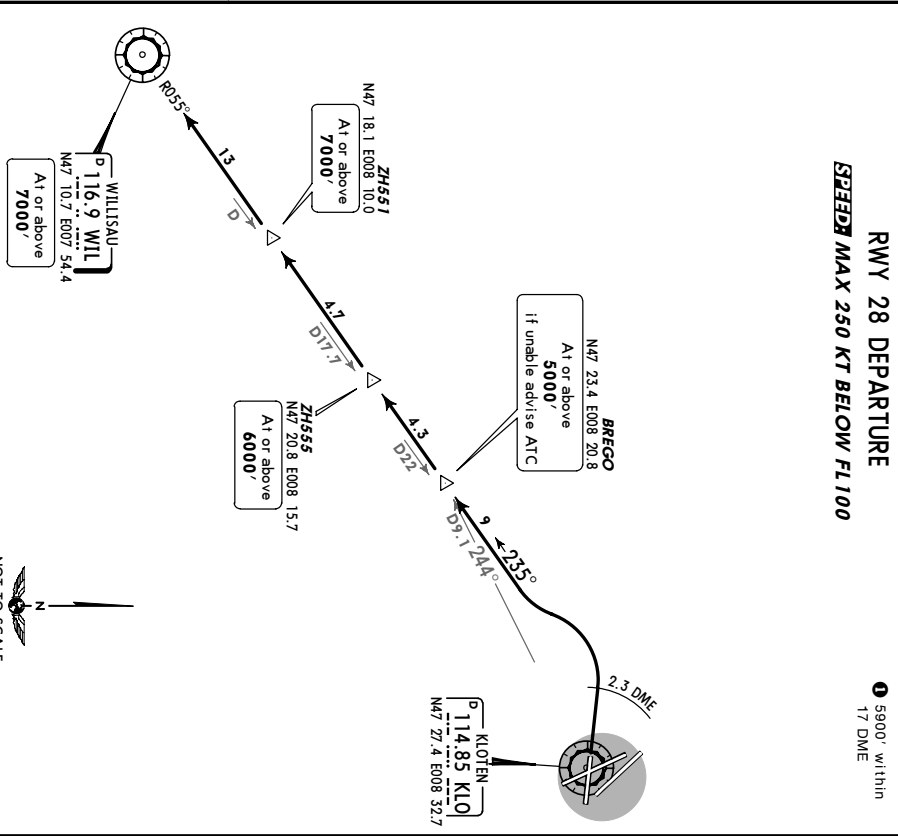 RWY 28 DEPARTURE
SPEED: MAX 250 KT BELOW FL100
❶ 5900' within
17 DME
BREGO
N47 23.4 E008 20.8
At or above
5000'
if unable advise ATC
ZH551
N47 18.1 E008 10.0
At or above
7000'
R055°
13
D
4.7
D17.7
4.3
D22
9
235°
D9.1
244°
2.3 DME
ZH555
N47 20.8 E008 15.7
At or above
6000'
WILLISAU
D 116.9 WIL
N47 10.7 E007 54.4
At or above
7000'
KLOTEN
D 114.85 KLO
N47 27.4 E008 32.7
N
NOT TO SCALE